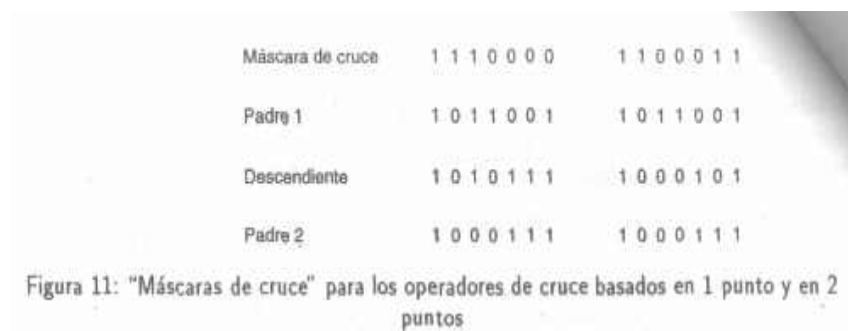 Máscara de cruce 1 1 1 0 0 0 0 1 1 0 0 0 1 1
Padre 1 1 0 1 1 0 0 1 1 0 1 1 0 0 1
Descendiente 1 0 1 0 1 1 1 1 0 0 0 1 0 1
Padre 2 1 0 0 0 1 1 1 1 0 0 0 1 1 1
Figura 11: "Máscaras de cruce" para los operadores de cruce basados en 1 punto y en 2
puntos